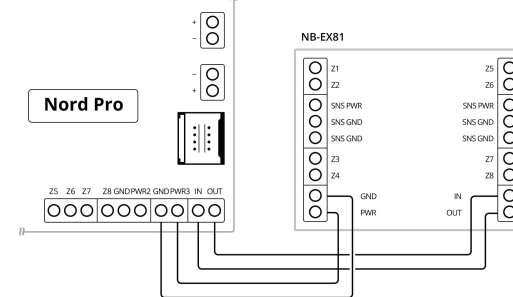 +
−
−
+
Nord Pro
Z5 Z6 Z7 Z8 GND PWR2 GND PWR3 IN OUT
NB-EX81
Z1 Z5
Z2 Z6
SNS PWR SNS PWR
SNS GND SNS GND
SNS GND SNS GND
Z3 Z7
Z4 Z8
GND IN
PWR OUT